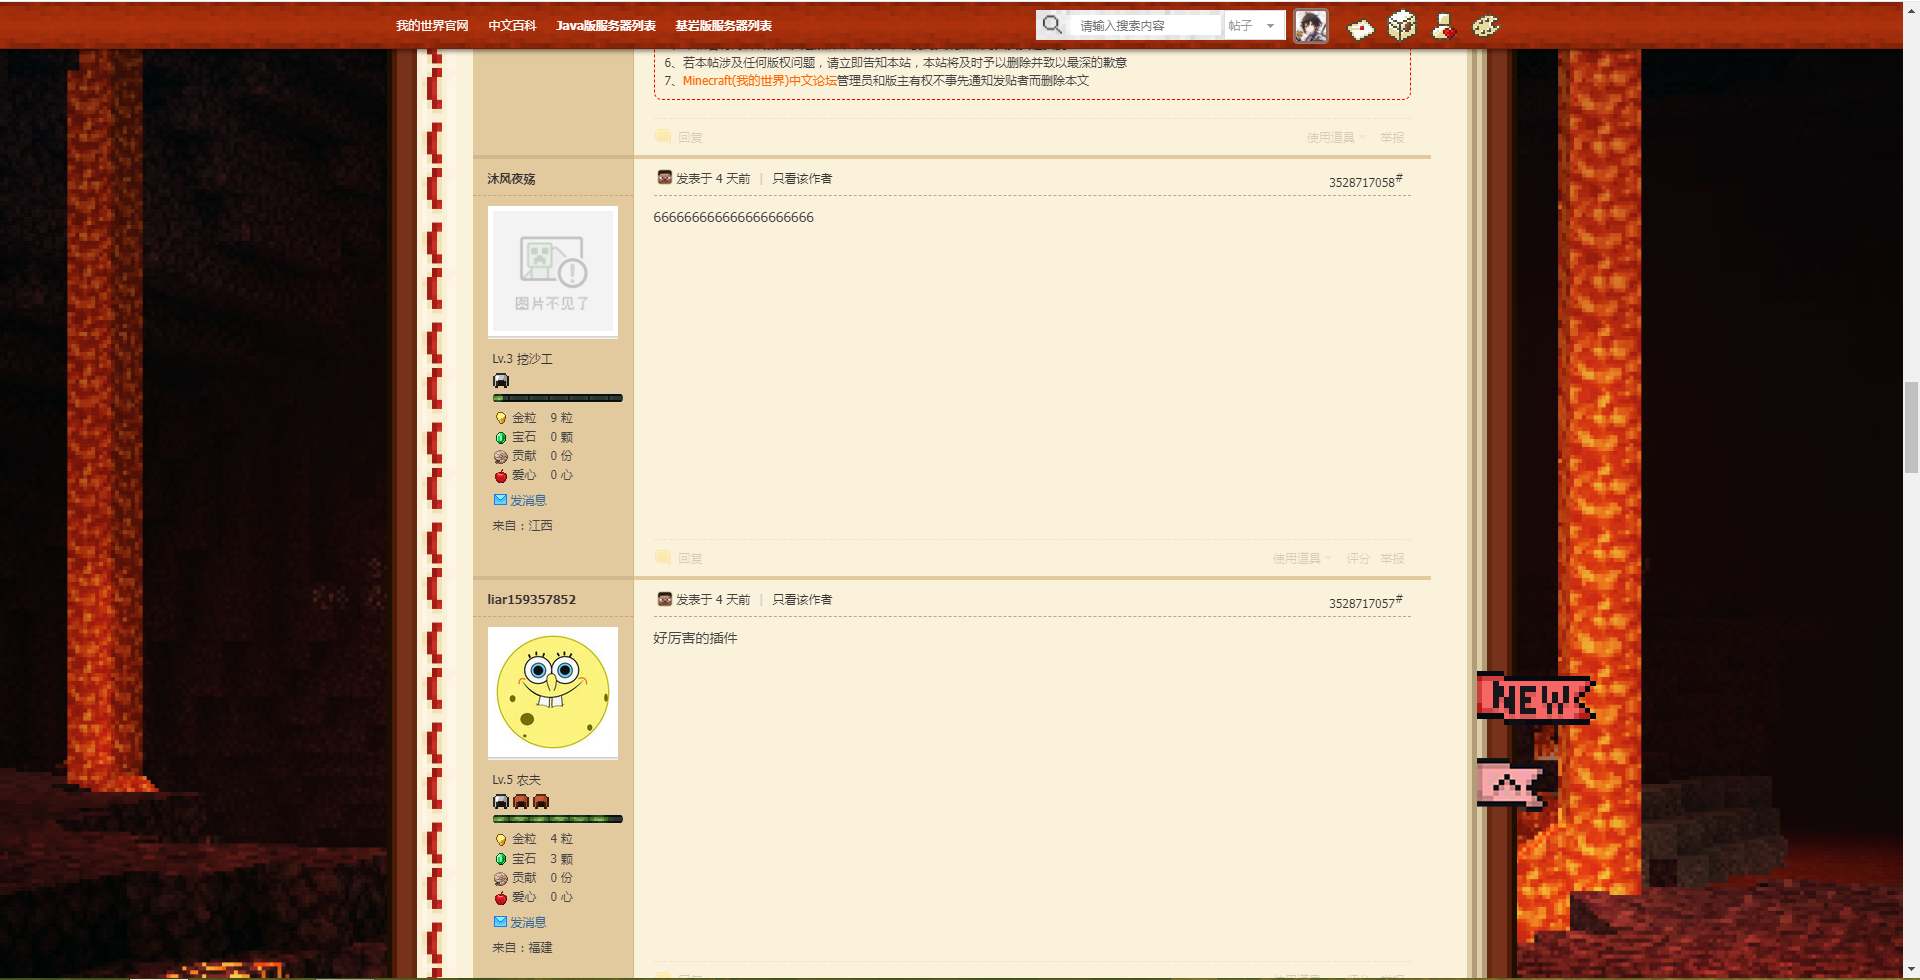 我的世界官网 中文百科 Java版服务器列表 基岩版服务器列表 请输入搜索内容 帖子
6、若本帖涉及任何版权问题，请立即告知本站，本站将及时予以删除并致以最深的歉意
7、Minecraft(我的世界)中文论坛管理员和版主有权不事先通知发贴者而删除本文
回复 使用道具 举报
沐风夜殇 发表于 4 天前 | 只看该作者 3528717058#
666666666666666666666
图片不见了
Lv.3 挖沙工
金粒 9 粒
宝石 0 颗
贡献 0 份
爱心 0 心
发消息
来自：江西
回复 使用道具 评分 举报
liar159357852 发表于 4 天前 | 只看该作者 3528717057#
好厉害的插件
NEW
Lv.5 农夫
金粒 4 粒
宝石 3 颗
贡献 0 份
爱心 0 心
发消息
来自：福建